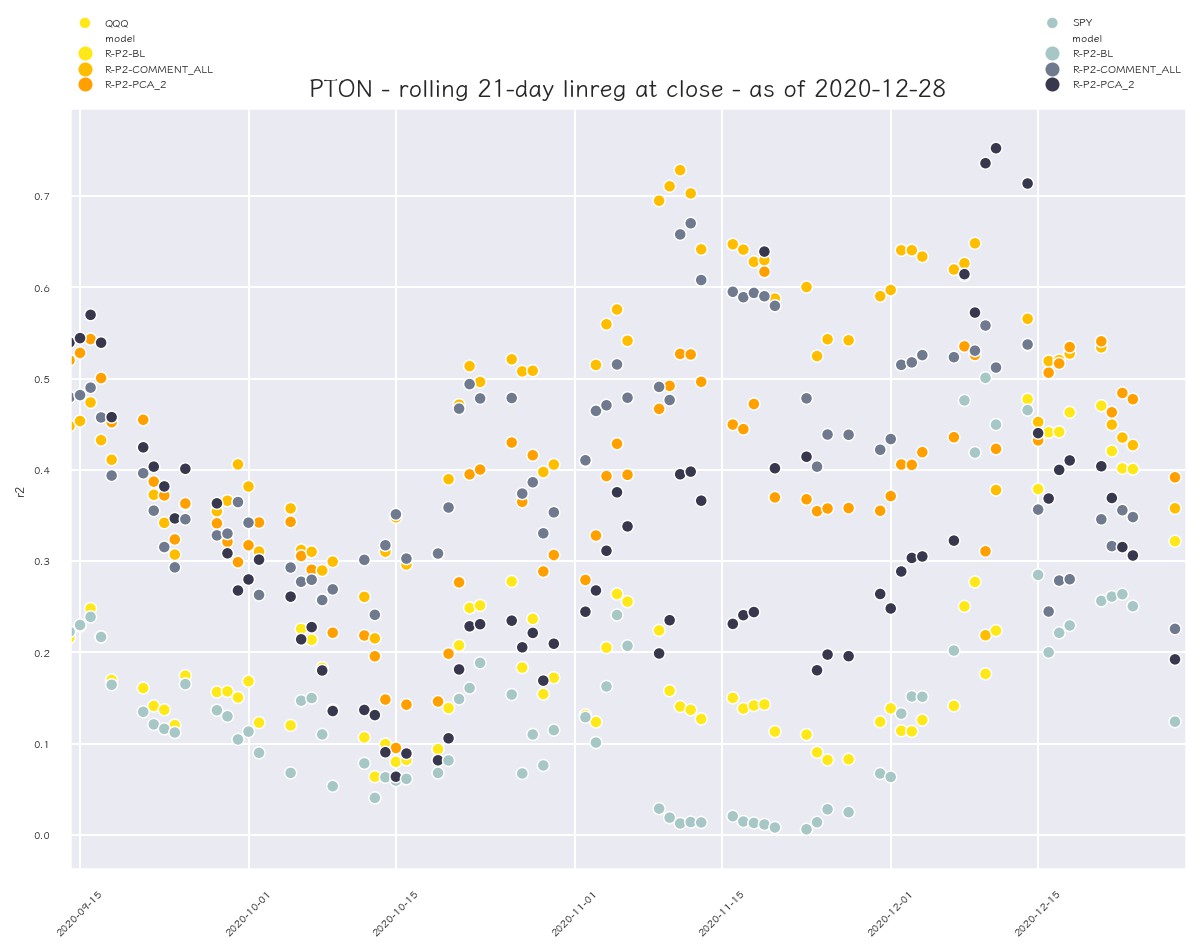 QQQ
model
R-P2-BL
R-P2-COMMENT_ALL
R-P2-PCA_2
SPY
model
R-P2-BL
R-P2-COMMENT_ALL
R-P2-PCA_2
PTON - rolling 21-day linreg at close - as of 2020-12-28
r2
0.7
0.6
0.5
0.4
0.3
0.2
0.1
0.0
2020-09-15
2020-10-01
2020-10-15
2020-11-01
2020-11-15
2020-12-01
2020-12-15